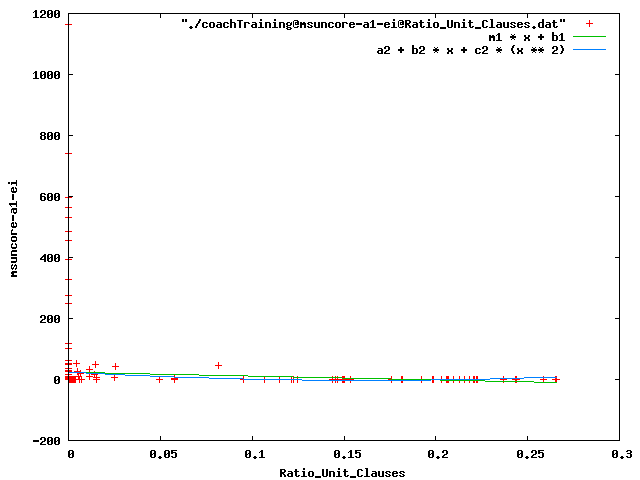 "./coachTraining@msuncore-a1-ei@Ratio_Unit_Clauses.dat"
m1 * x + b1
a2 + b2 * x + c2 * (x ** 2)
1200
1000
800
600
400
200
0
-200
msuncore-a1-ei
0 0.05 0.1 0.15 0.2 0.25 0.3
Ratio_Unit_Clauses